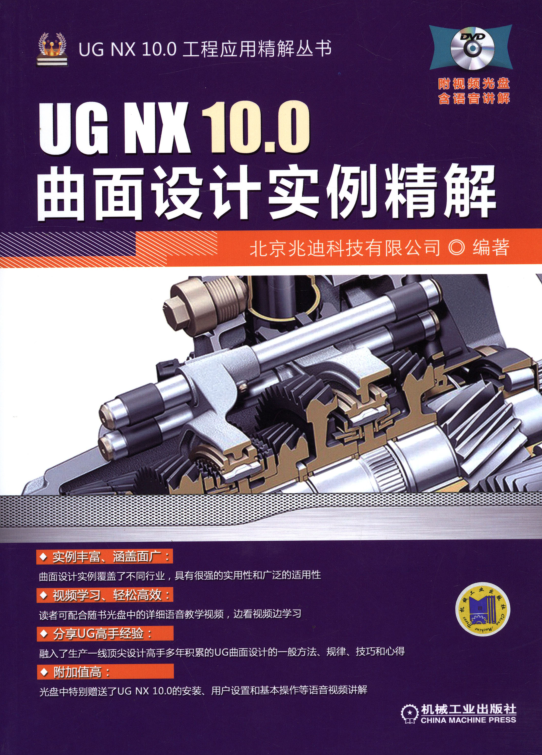 UG NX 10.0 工程应用精解丛书
DVD
附视频光盘
含语音讲解
UG NX 10.0
曲面设计实例精解
北京兆迪科技有限公司 ◎ 编著
◆ 实例丰富、涵盖面广：
曲面设计实例覆盖了不同行业，具有很强的实用性和广泛的适用性
◆ 视频学习、轻松高效：
读者可配合随书光盘中的详细语音教学视频，边看视频边学习
◆ 分享UG高手经验：
融入了生产一线顶尖设计高手多年积累的UG曲面设计的一般方法、规律、技巧和心得
◆ 附加值高：
光盘中特别赠送了UG NX 10.0的安装、用户设置和基本操作等语音视频讲解
机械工业出版社
CHINA MACHINE PRESS